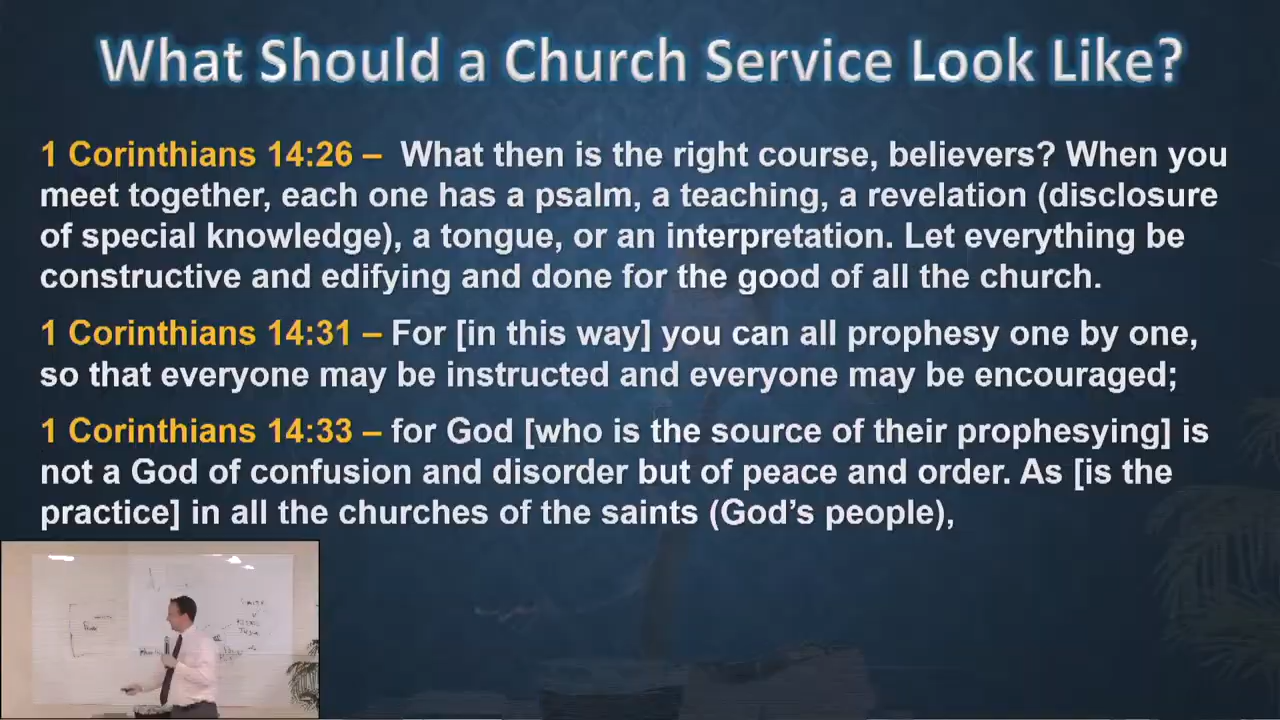 What Should a Church Service Look Like?
1 Corinthians 14:26 – What then is the right course, believers? When you
meet together, each one has a psalm, a teaching, a revelation (disclosure
of special knowledge), a tongue, or an interpretation. Let everything be
constructive and edifying and done for the good of all the church.
1 Corinthians 14:31 – For [in this way] you can all prophesy one by one,
so that everyone may be instructed and everyone may be encouraged;
1 Corinthians 14:33 – for God [who is the source of their prophesying] is
not a God of confusion and disorder but of peace and order. As [is the
practice] in all the churches of the saints (God’s people),